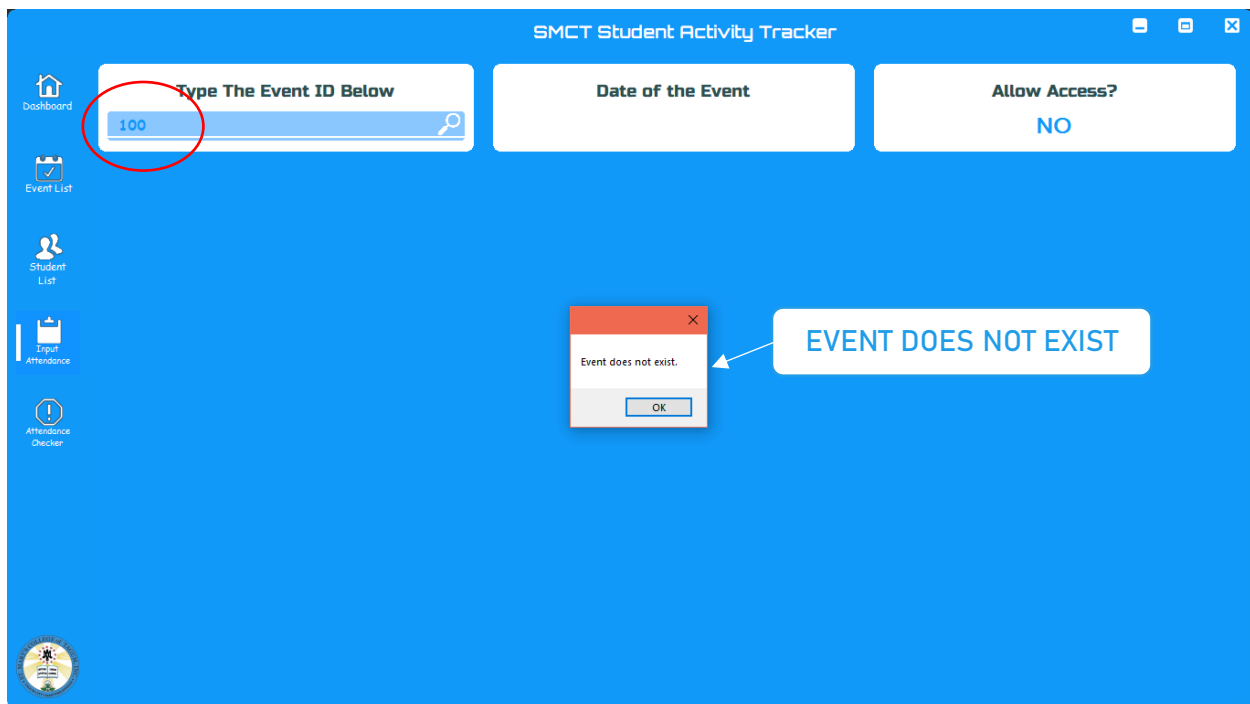 SMCT Student Activity Tracker
Dashboard
Type The Event ID Below
100
Date of the Event
Allow Access?
NO
Event List
Student
List
Input
Attendance
Attendance
Checker
Event does not exist.
OK
EVENT DOES NOT EXIST